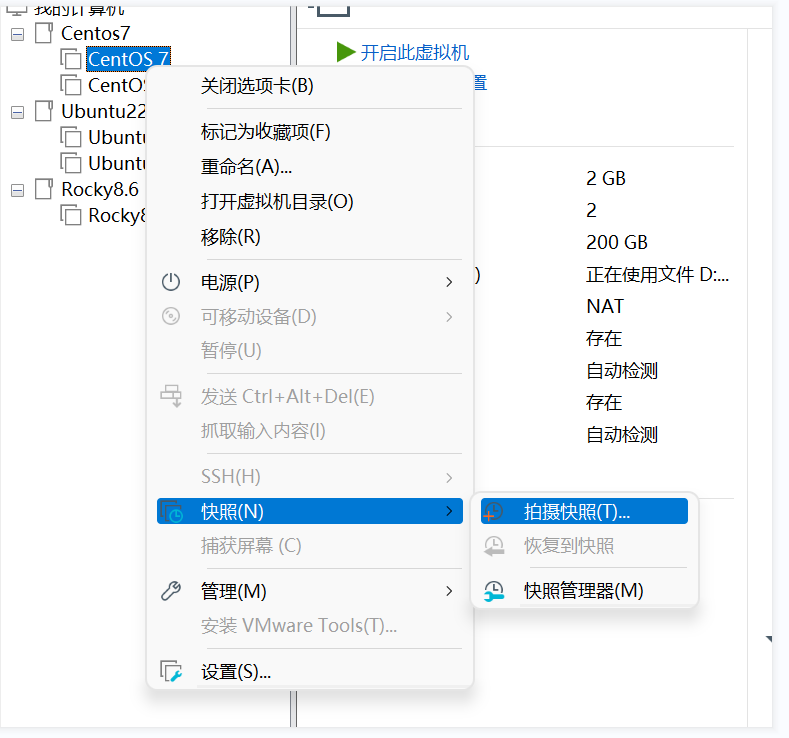 我的计算机
Centos7
CentOS 7
CentOS
Ubuntu22
Ubuntu
Ubuntu
Rocky8.6
Rocky8
开启此虚拟机
置
2 GB
2
200 GB
)
正在使用文件 D:...
NAT
存在
自动检测
存在
自动检测
关闭选项卡(B)
标记为收藏项(F)
重命名(A)...
打开虚拟机目录(O)
移除(R)
电源(P)
可移动设备(D)
暂停(U)
发送 Ctrl+Alt+Del(E)
抓取输入内容(I)
SSH(H)
快照(N)
捕获屏幕 (C)
管理(M)
安装 VMware Tools(T)...
设置(S)...
拍摄快照(T)...
恢复到快照
快照管理器(M)